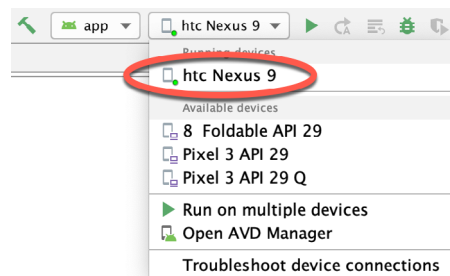 app
htc Nexus 9
Running devices
htc Nexus 9
Available devices
8 Foldable API 29
Pixel 3 API 29
Pixel 3 API 29 Q
Run on multiple devices
Open AVD Manager
Troubleshoot device connections